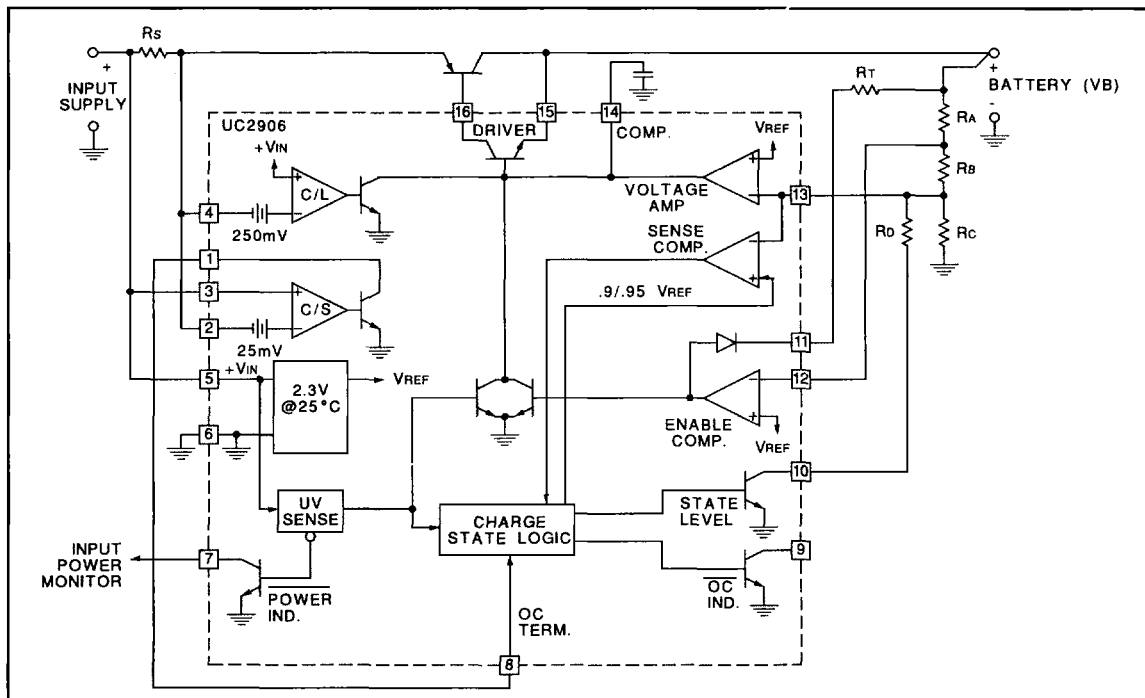 Rs
+
INPUT
SUPPLY
RT
+
BATTERY (VB)
-
RA
RB
RC
RD
16
15
14
DRIVER
COMP.
UC2906
+VIN
+
C/L
-
4
250mV
VREF
+
-
VOLTAGE
AMP
13
SENSE
COMP.
-
+
.9/.95 VREF
1
3
+
C/S
-
2
25mV
+VIN
5
2.3V
@25°C
VREF
6
11
12
-
+
ENABLE
COMP.
VREF
10
UV
SENSE
CHARGE
STATE LOGIC
STATE
LEVEL
INPUT
POWER
MONITOR
7
POWER
IND.
9
OC
IND.
OC
TERM.
8